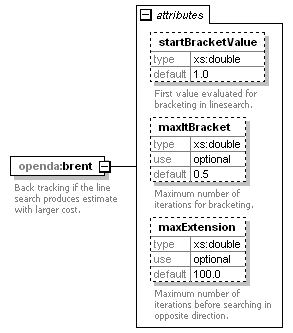 attributes
startBracketValue
type xs:double
default 1.0
First value evaluated for
bracketing in linesearch.
maxItBracket
type xs:double
use optional
default 0.5
Maximum number of
iterations for bracketing.
openda:brent
Back tracking if the line
search produces estimate
with larger cost.
maxExtension
type xs:double
use optional
default 100.0
Maximum number of
iterations before searching in
opposite direction.